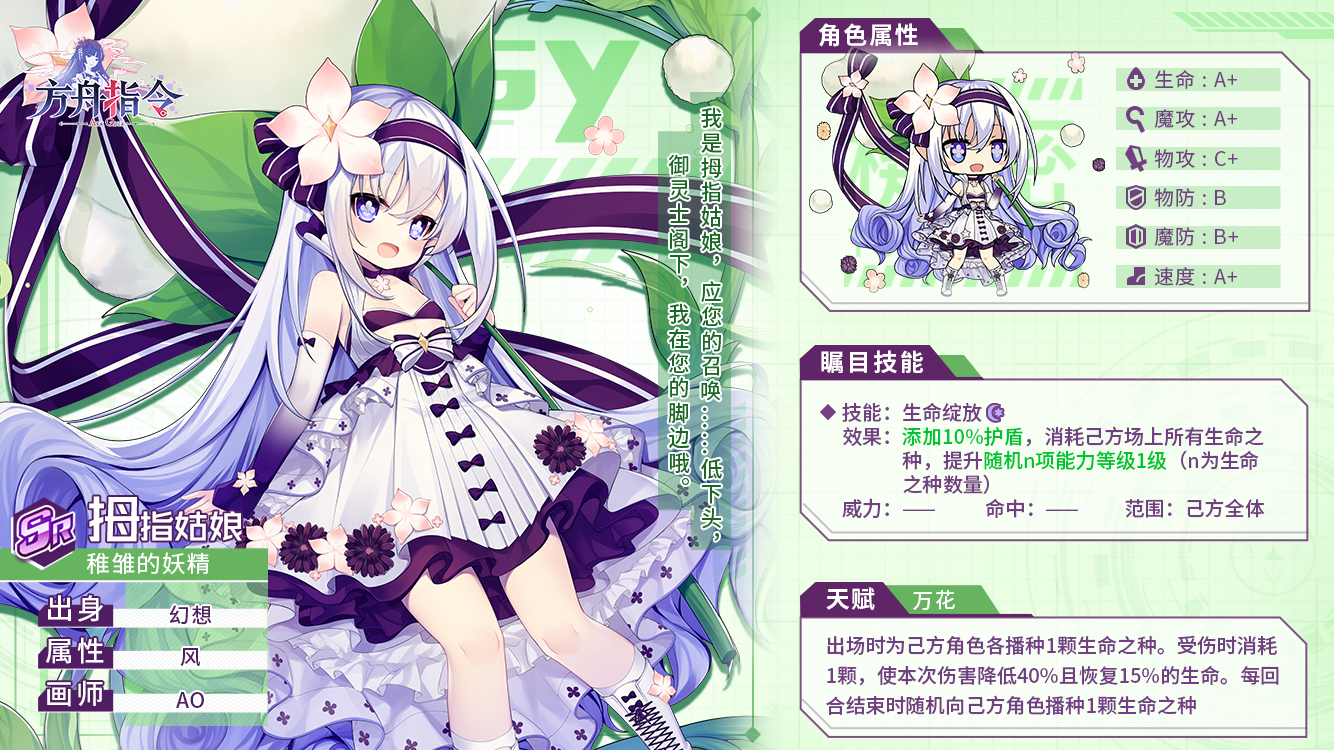 方舟指令
我是拇指姑娘，应您的召唤……低下头，
御灵士阁下，我在您的脚边哦。
SR
拇指姑娘
稚雏的妖精
出身 幻想
属性 风
画师 AO
角色属性
生命：A+
魔攻：A+
物攻：C+
物防：B
魔防：B+
速度：A+
瞩目技能
◆ 技能：生命绽放
效果：添加10%护盾，消耗己方场上所有生命之
种，提升随机n项能力等级1级（n为生命
之种数量）
威力：—— 命中：—— 范围：己方全体
天赋 万花
出场时为己方角色各播种1颗生命之种。受伤时消耗
1颗，使本次伤害降低40%且恢复15%的生命。每回
合结束时随机向己方角色播种1颗生命之种